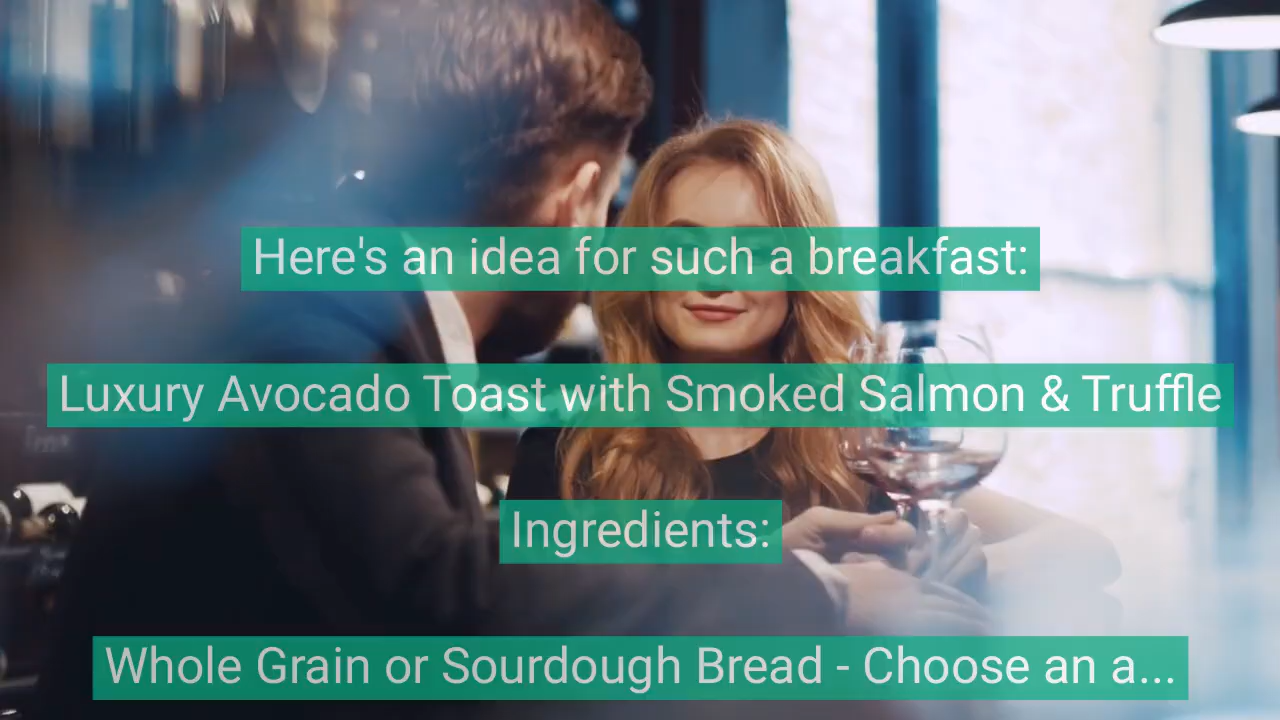 Here's an idea for such a breakfast:
Luxury Avocado Toast with Smoked Salmon & Truffle
Ingredients:
Whole Grain or Sourdough Bread - Choose an a...